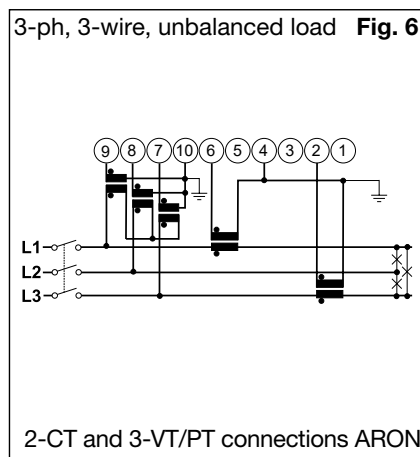 3-ph, 3-wire, unbalanced load Fig. 6
9 8 7 10 6 5 4 3 2 1
L1
L2
L3
2-CT and 3-VT/PT connections ARON